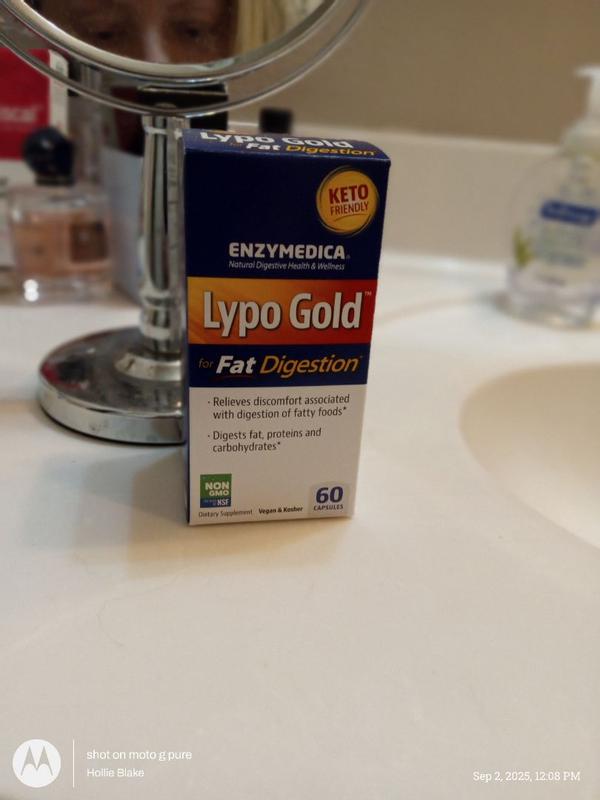 Lypo Gold
for Fat Digestion
KETO
FRIENDLY
ENZYMEDICA
Natural Digestive Health & Wellness
Lypo Gold™
for Fat Digestion*
· Relieves discomfort associated
with digestion of fatty foods*
· Digests fat, proteins and
carbohydrates*
NON
GMO
NSF
60
CAPSULES
Dietary Supplement Vegan & Kosher
shot on moto g pure
Hollie Blake
Sep 2, 2025, 12:08 PM